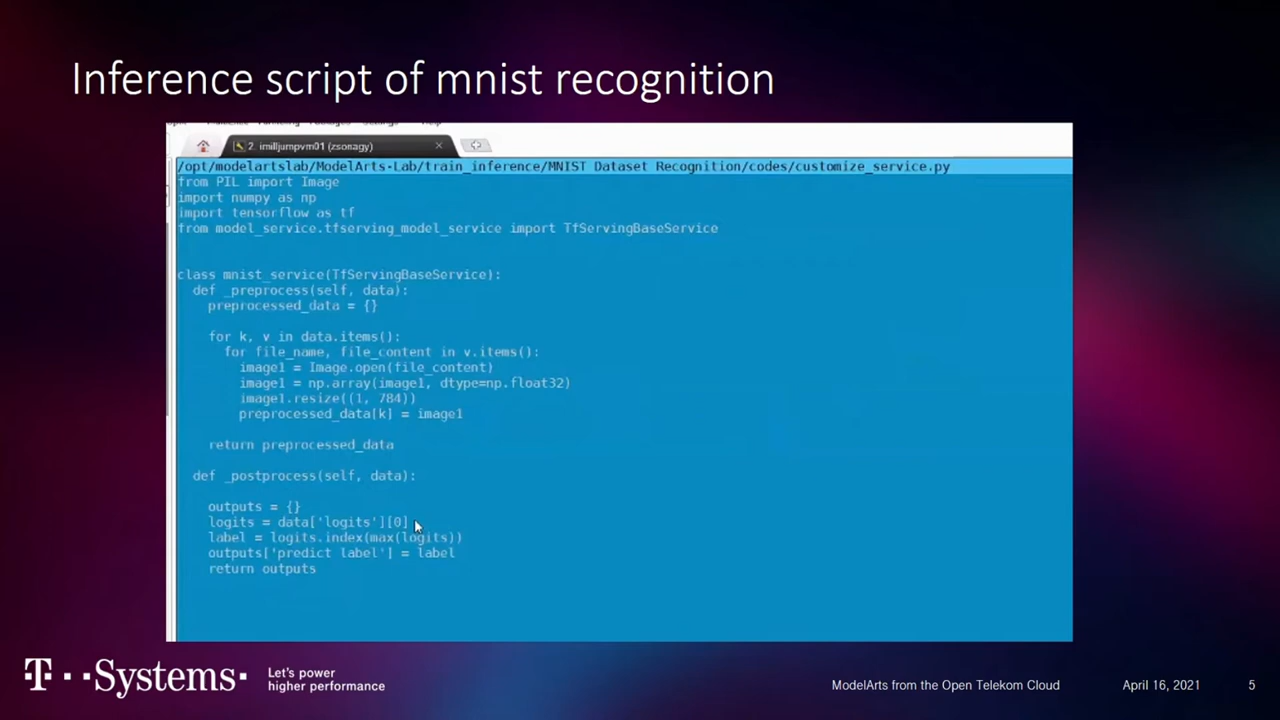 Inference script of mnist recognition
2. imilljumpvm01 (zsonagy)
/opt/modelartslab/ModelArts-Lab/train_inference/MNIST Dataset Recognition/codes/customize_service.py
from PIL import Image
import numpy as np
import tensorflow as tf
from model_service.tfserving_model_service import TfServingBaseService
class mnist_service(TfServingBaseService):
def _preprocess(self, data):
preprocessed_data = {}
for k, v in data.items():
for file_name, file_content in v.items():
image1 = Image.open(file_content)
image1 = np.array(image1, dtype=np.float32)
image1.resize((1, 784))
preprocessed_data[k] = image1
return preprocessed_data
def _postprocess(self, data):
outputs = {}
logits = data['logits'][0]
label = logits.index(max(logits))
outputs['predict label'] = label
return outputs
T··Systems·
Let's power
higher performance
ModelArts from the Open Telekom Cloud
April 16, 2021
5